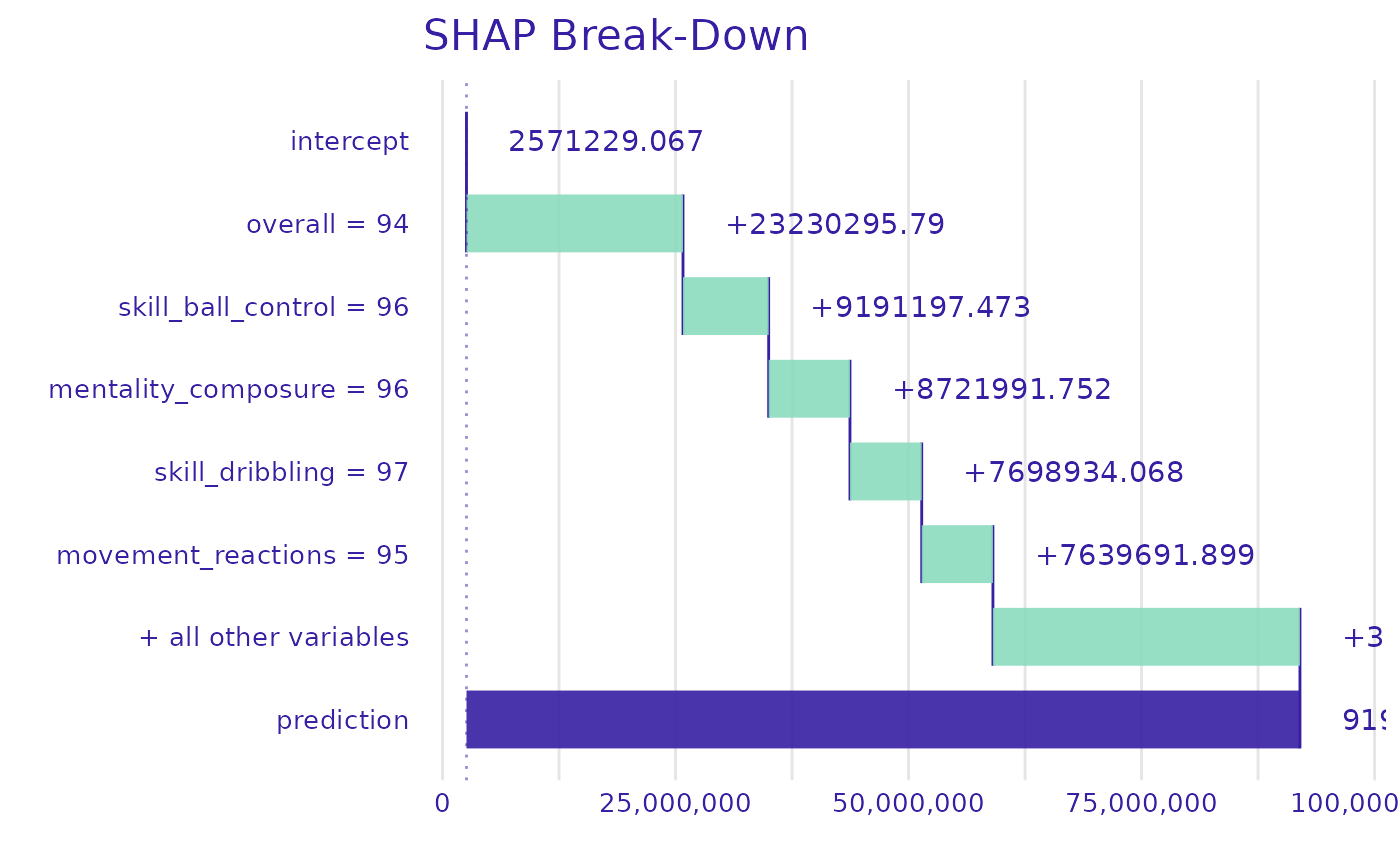 SHAP Break-Down
intercept
2571229.067
overall = 94
+23230295.79
skill_ball_control = 96
+9191197.473
mentality_composure = 96
+8721991.752
skill_dribbling = 97
+7698934.068
movement_reactions = 95
+7639691.899
+ all other variables
+3
prediction
919
0 25,000,000 50,000,000 75,000,000 100,000